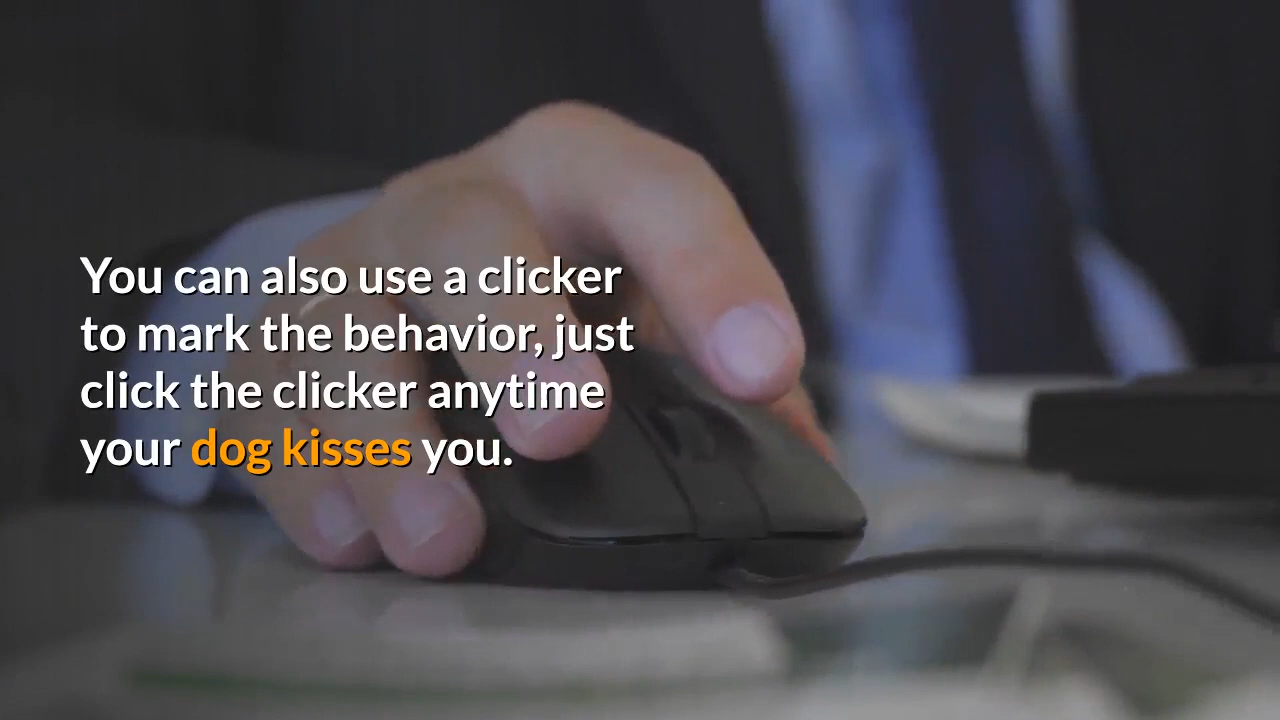 You can also use a clicker
to mark the behavior, just
click the clicker anytime
your dog kisses you.